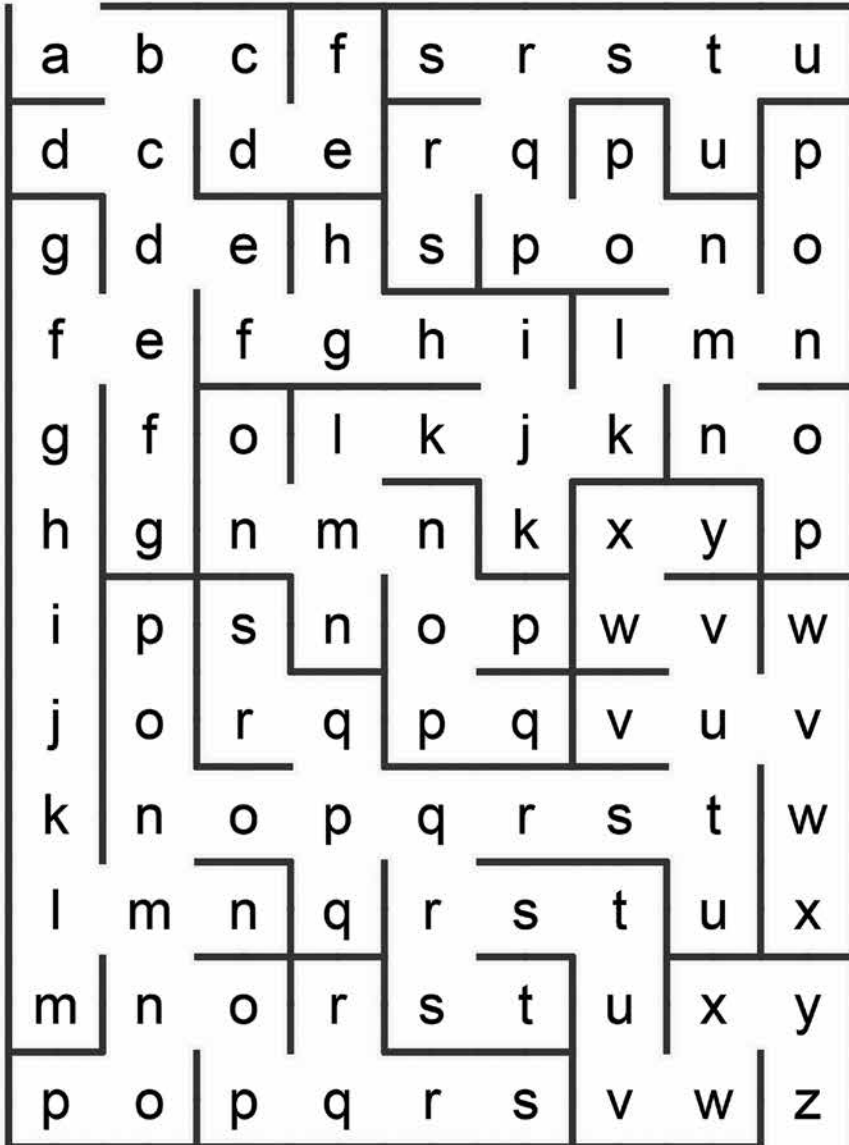 a b c f s r s t u
d c d e r q p u p
g d e h s p o n o
f e f g h i l m n
g f o l k j k n o
h g n m n k x y p
i p s n o p w v w
j o r q p q v u v
k n o p q r s t w
l m n q r s t u x
m n o r s t u x y
p o p q r s v w z